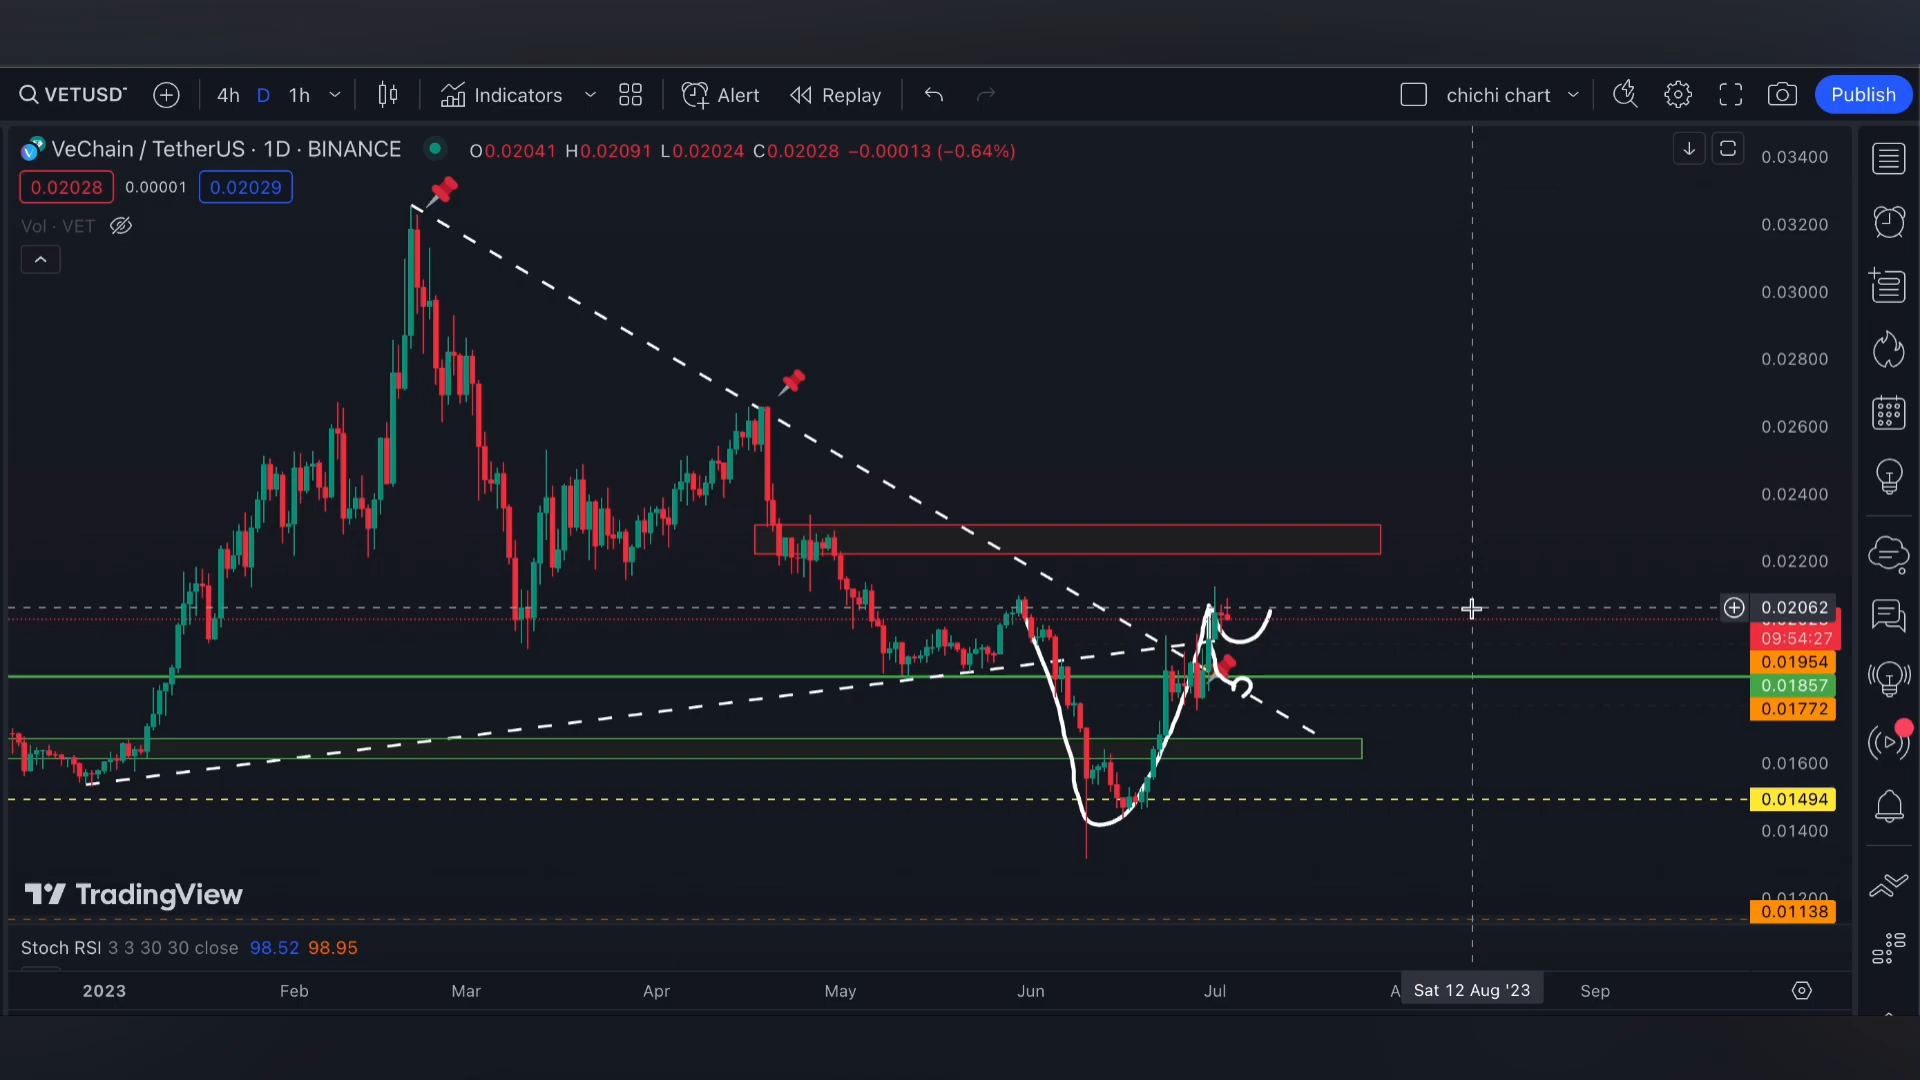 VETUSDT 4h D 1h Indicators Alert Replay chichi chart Publish
VeChain / TetherUS · 1D · BINANCE O0.02041 H0.02091 L0.02024 C0.02028 −0.00013 (−0.64%)
0.02028 0.00001 0.02029
Vol · VET
0.03400
0.03200
0.03000
0.02800
0.02600
0.02400
0.02200
0.02062
09:54:27
0.01954
0.01857
0.01772
0.01600
0.01494
0.01400
TradingView
0.01200
0.01138
Stoch RSI 3 3 30 30 close 98.52 98.95
2023 Feb Mar Apr May Jun Jul A Sat 12 Aug '23 Sep